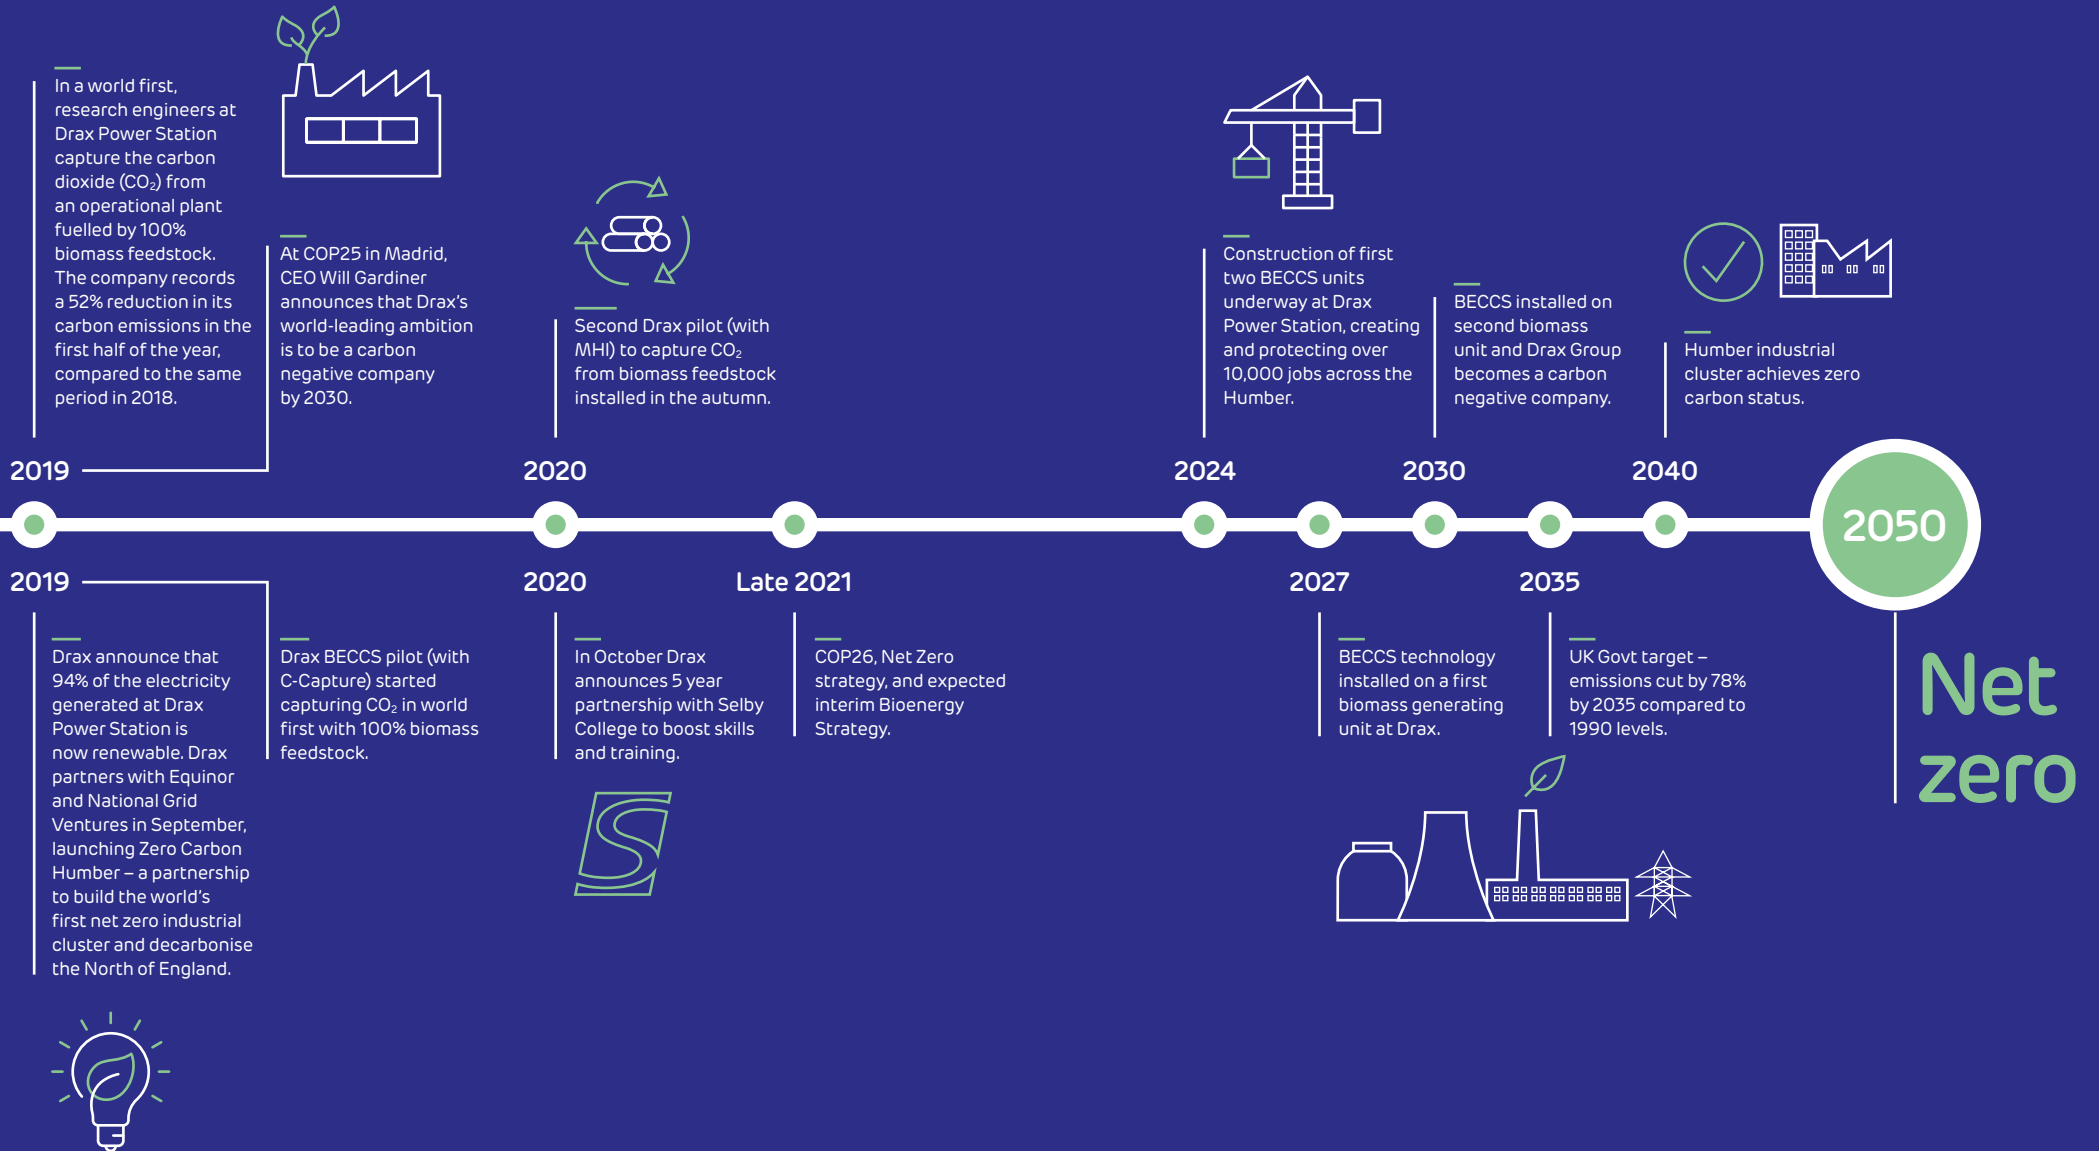 In a world first,
research engineers at
Drax Power Station
capture the carbon
dioxide (CO₂) from
an operational plant
fuelled by 100%
biomass feedstock.
The company records
a 52% reduction in its
carbon emissions in the
first half of the year,
compared to the same
period in 2018.
At COP25 in Madrid,
CEO Will Gardiner
announces that Drax's
world-leading ambition
is to be a carbon
negative company
by 2030.
Second Drax pilot (with
MHI) to capture CO₂
from biomass feedstock
installed in the autumn.
Construction of first
two BECCS units
underway at Drax
Power Station, creating
and protecting over
10,000 jobs across the
Humber.
BECCS installed on
second biomass
unit and Drax Group
becomes a carbon
negative company.
Humber industrial
cluster achieves zero
carbon status.
2019
2020
2024
2030
2040
2050
2019
2020
Late 2021
2027
2035
Drax announce that
94% of the electricity
generated at Drax
Power Station is
now renewable. Drax
partners with Equinor
and National Grid
Ventures in September,
launching Zero Carbon
Humber – a partnership
to build the world's
first net zero industrial
cluster and decarbonise
the North of England.
Drax BECCS pilot (with
C-Capture) started
capturing CO₂ in world
first with 100% biomass
feedstock.
In October Drax
announces 5 year
partnership with Selby
College to boost skills
and training.
S
COP26, Net Zero
strategy, and expected
interim Bioenergy
Strategy.
BECCS technology
installed on a first
biomass generating
unit at Drax.
UK Govt target –
emissions cut by 78%
by 2035 compared to
1990 levels.
Net
zero